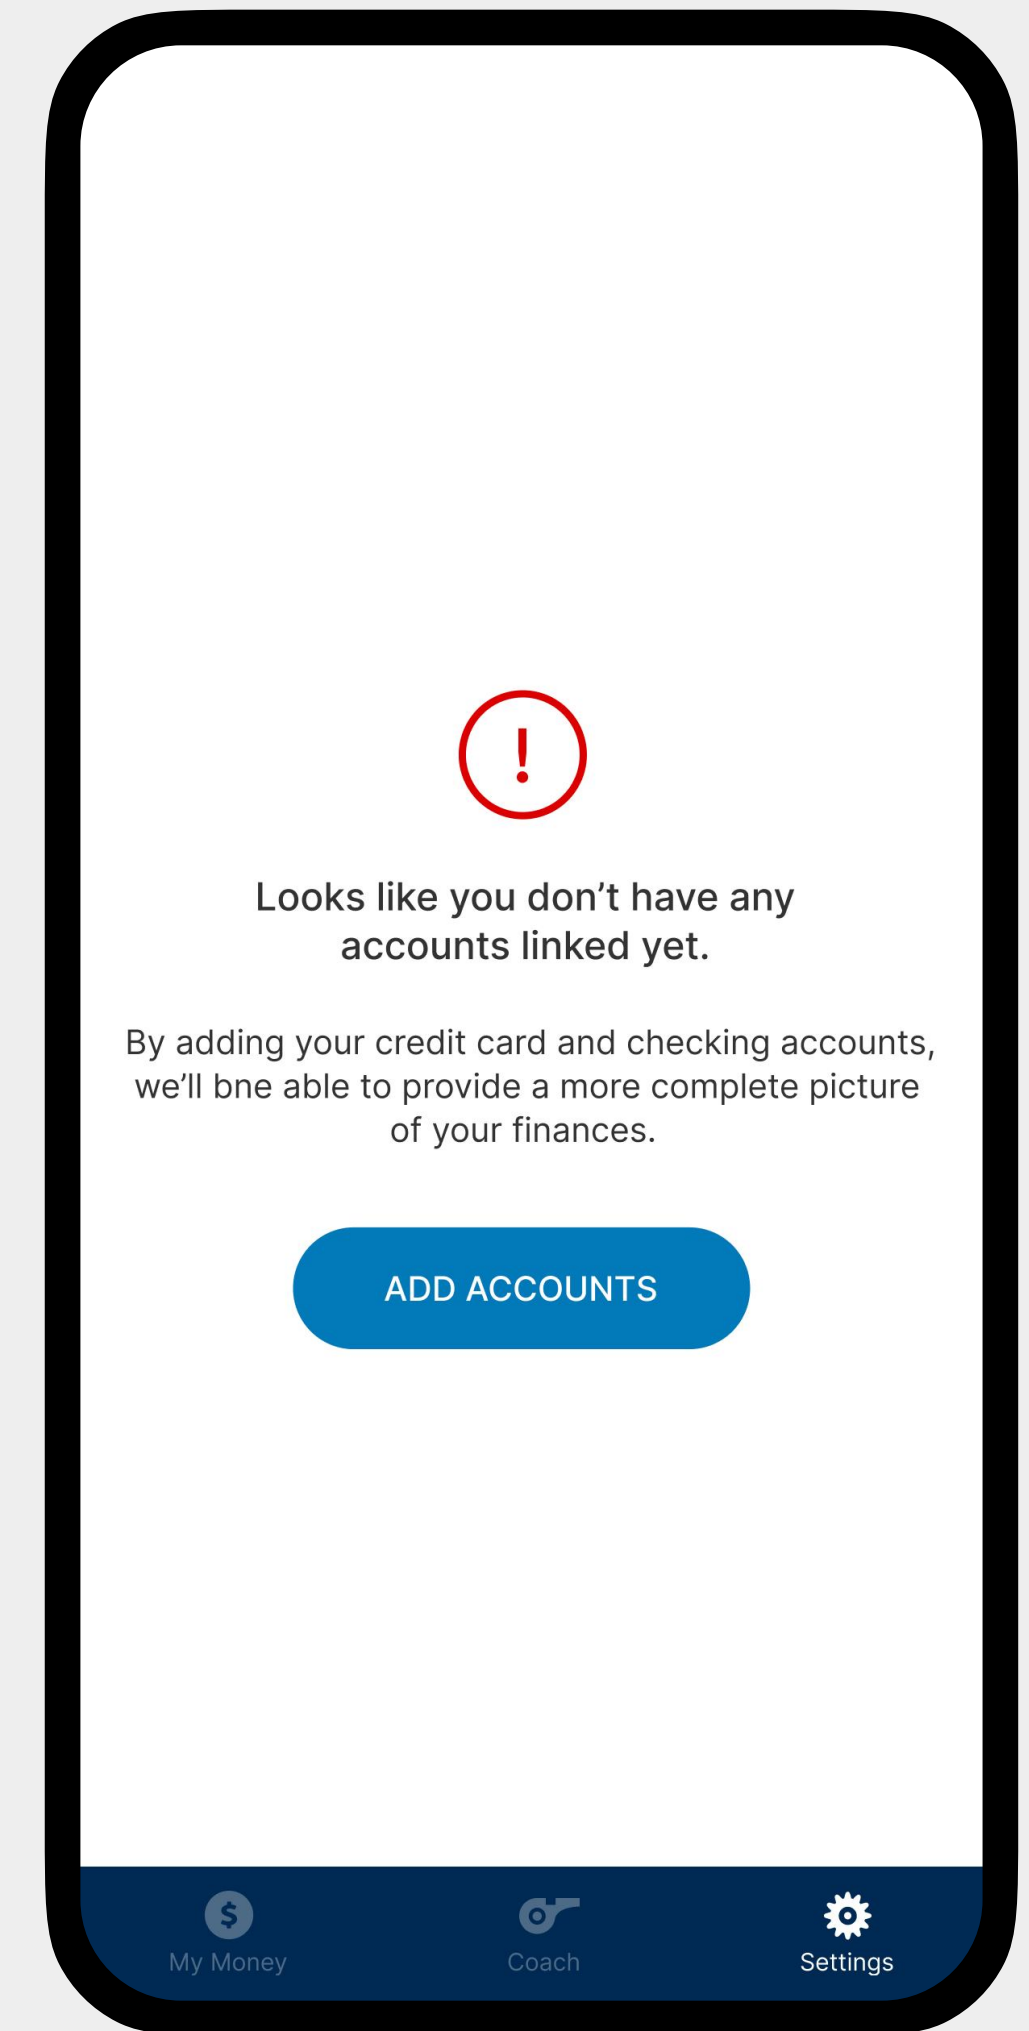 !
Looks like you don’t have any
accounts linked yet.
By adding your credit card and checking accounts,
we’ll bne able to provide a more complete picture
of your finances.
ADD ACCOUNTS
$
My Money
Coach
Settings